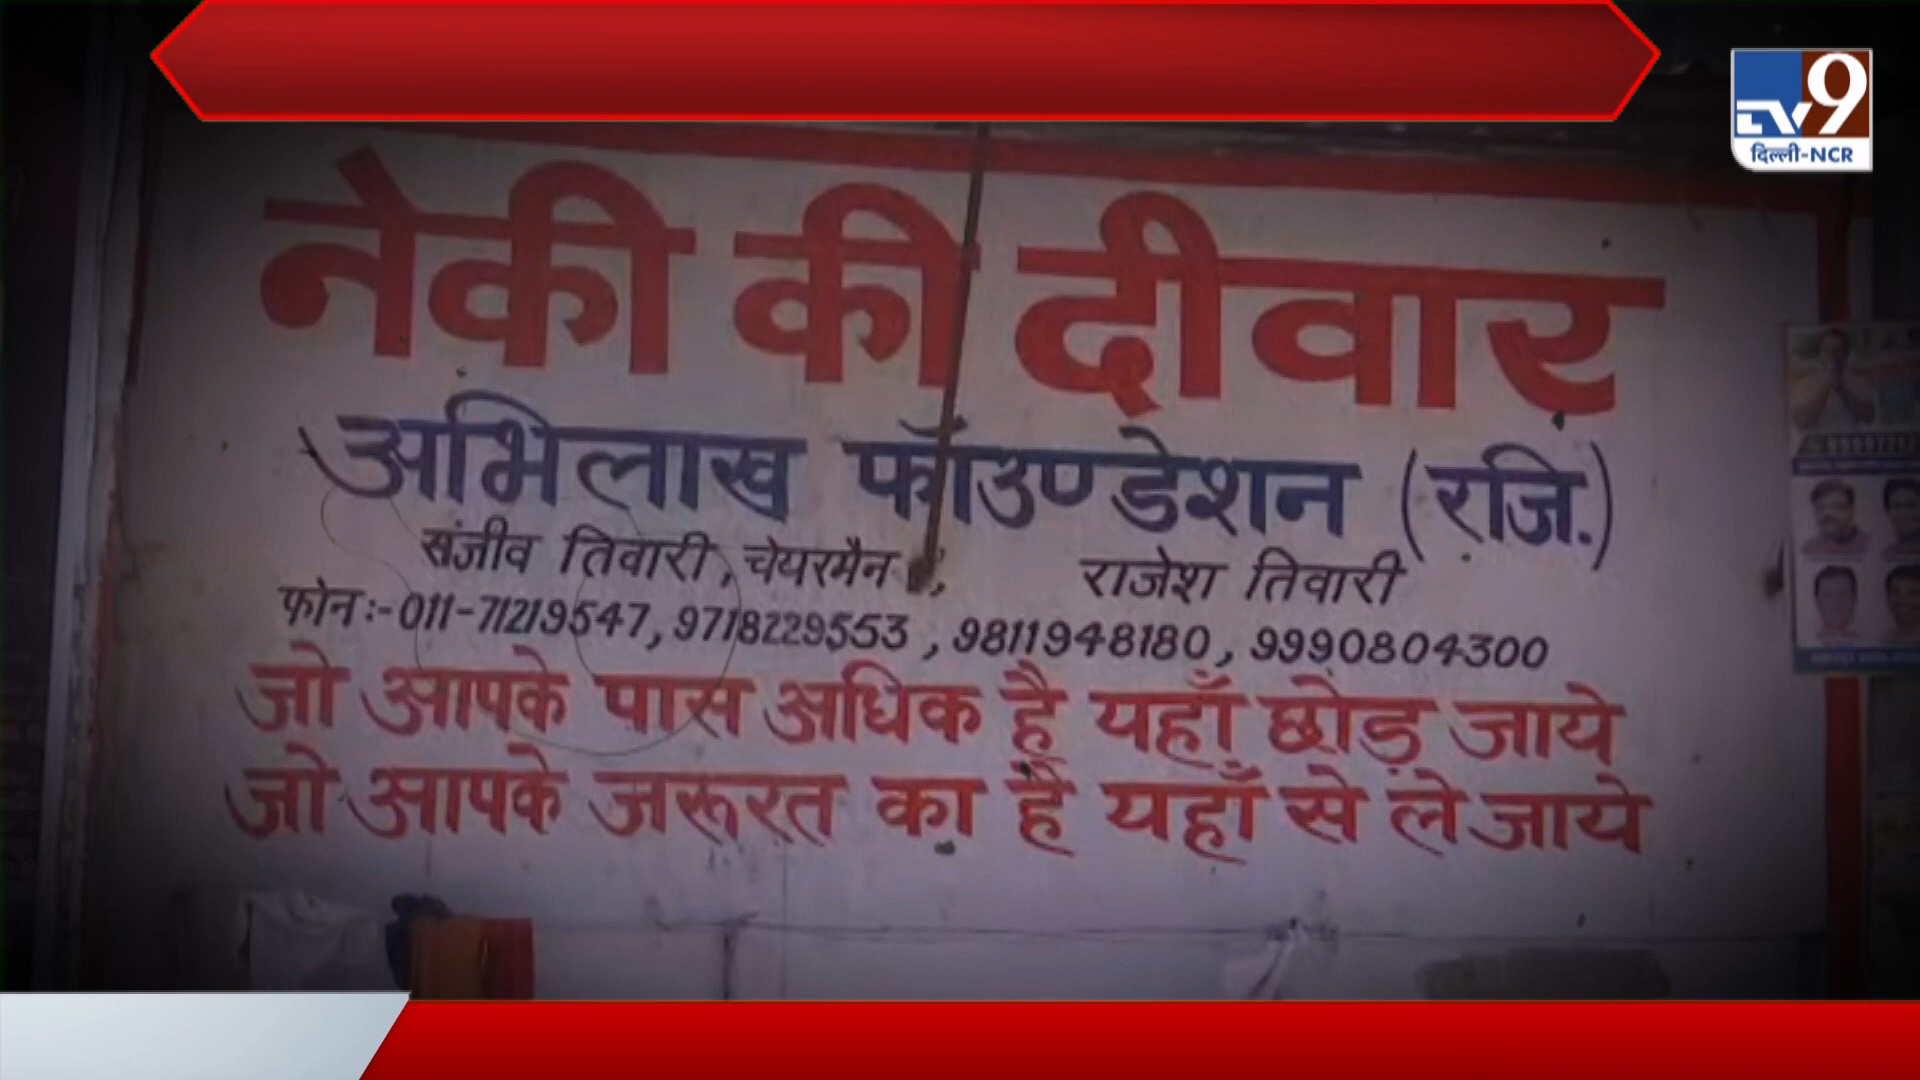 TV9
दिल्ली-NCR
नेकी की दीवार
अभिलाख फॉउण्डेशन (रजि.)
संजीव तिवारी, चेयरमैन, राजेश तिवारी
फोन:-011-71219547, 9718229553, 9811948180, 9990804300
जो आपके पास अधिक है यहाँ छोड़ जाये
जो आपके जरूरत का है यहाँ से ले जाये